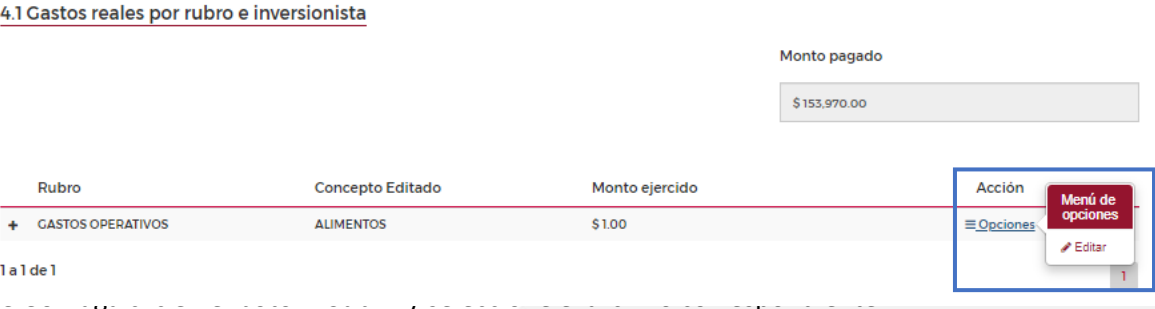 4.1 Gastos reales por rubro e inversionista
Monto pagado
$ 153,970.00
Rubro Concepto Editado Monto ejercido Acción
Menú de opciones
+ GASTOS OPERATIVOS ALIMENTOS $ 1.00 Opciones
Editar
1 a 1 de 1
1